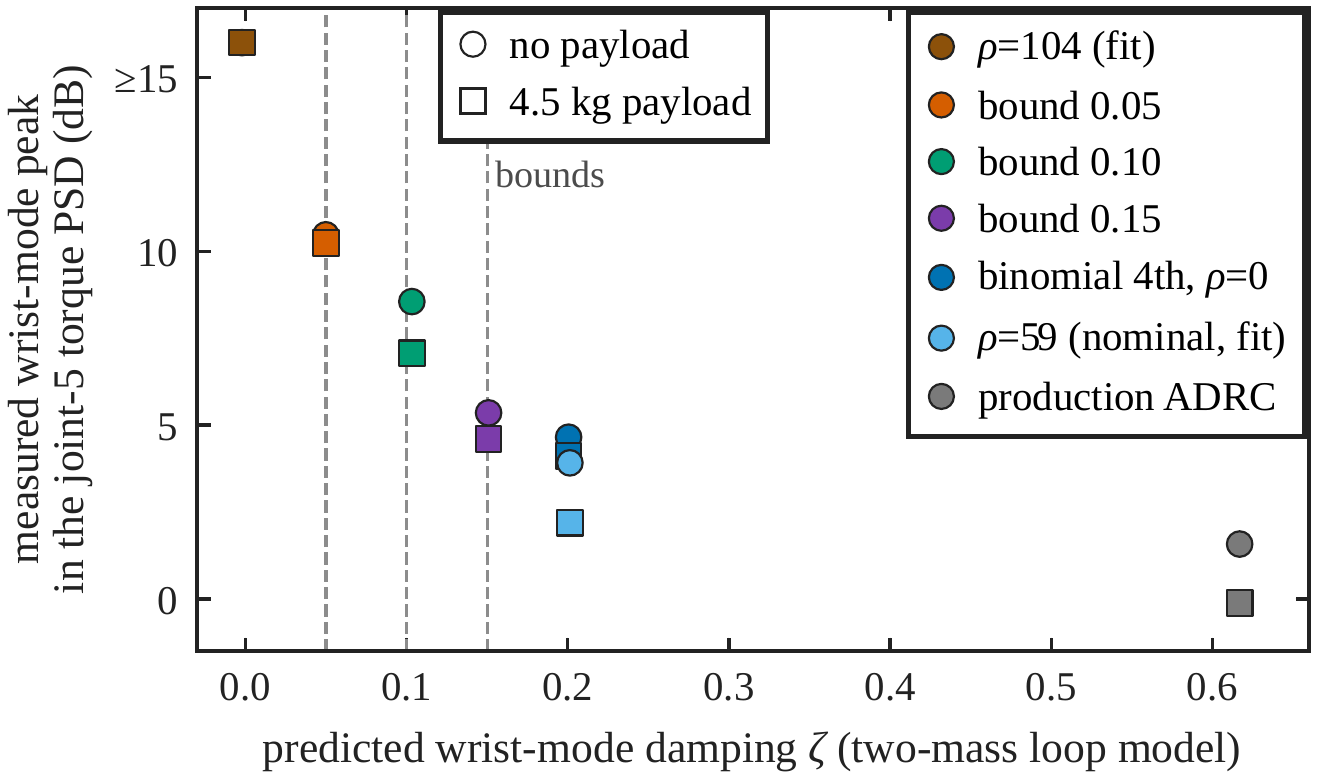 measured wrist-mode peak
in the joint-5 torque PSD (dB)
≥15
10
5
0
no payload
4.5 kg payload
bounds
ρ=104 (fit)
bound 0.05
bound 0.10
bound 0.15
binomial 4th, ρ=0
ρ=59 (nominal, fit)
production ADRC
0.0 0.1 0.2 0.3 0.4 0.5 0.6
predicted wrist-mode damping ζ (two-mass loop model)